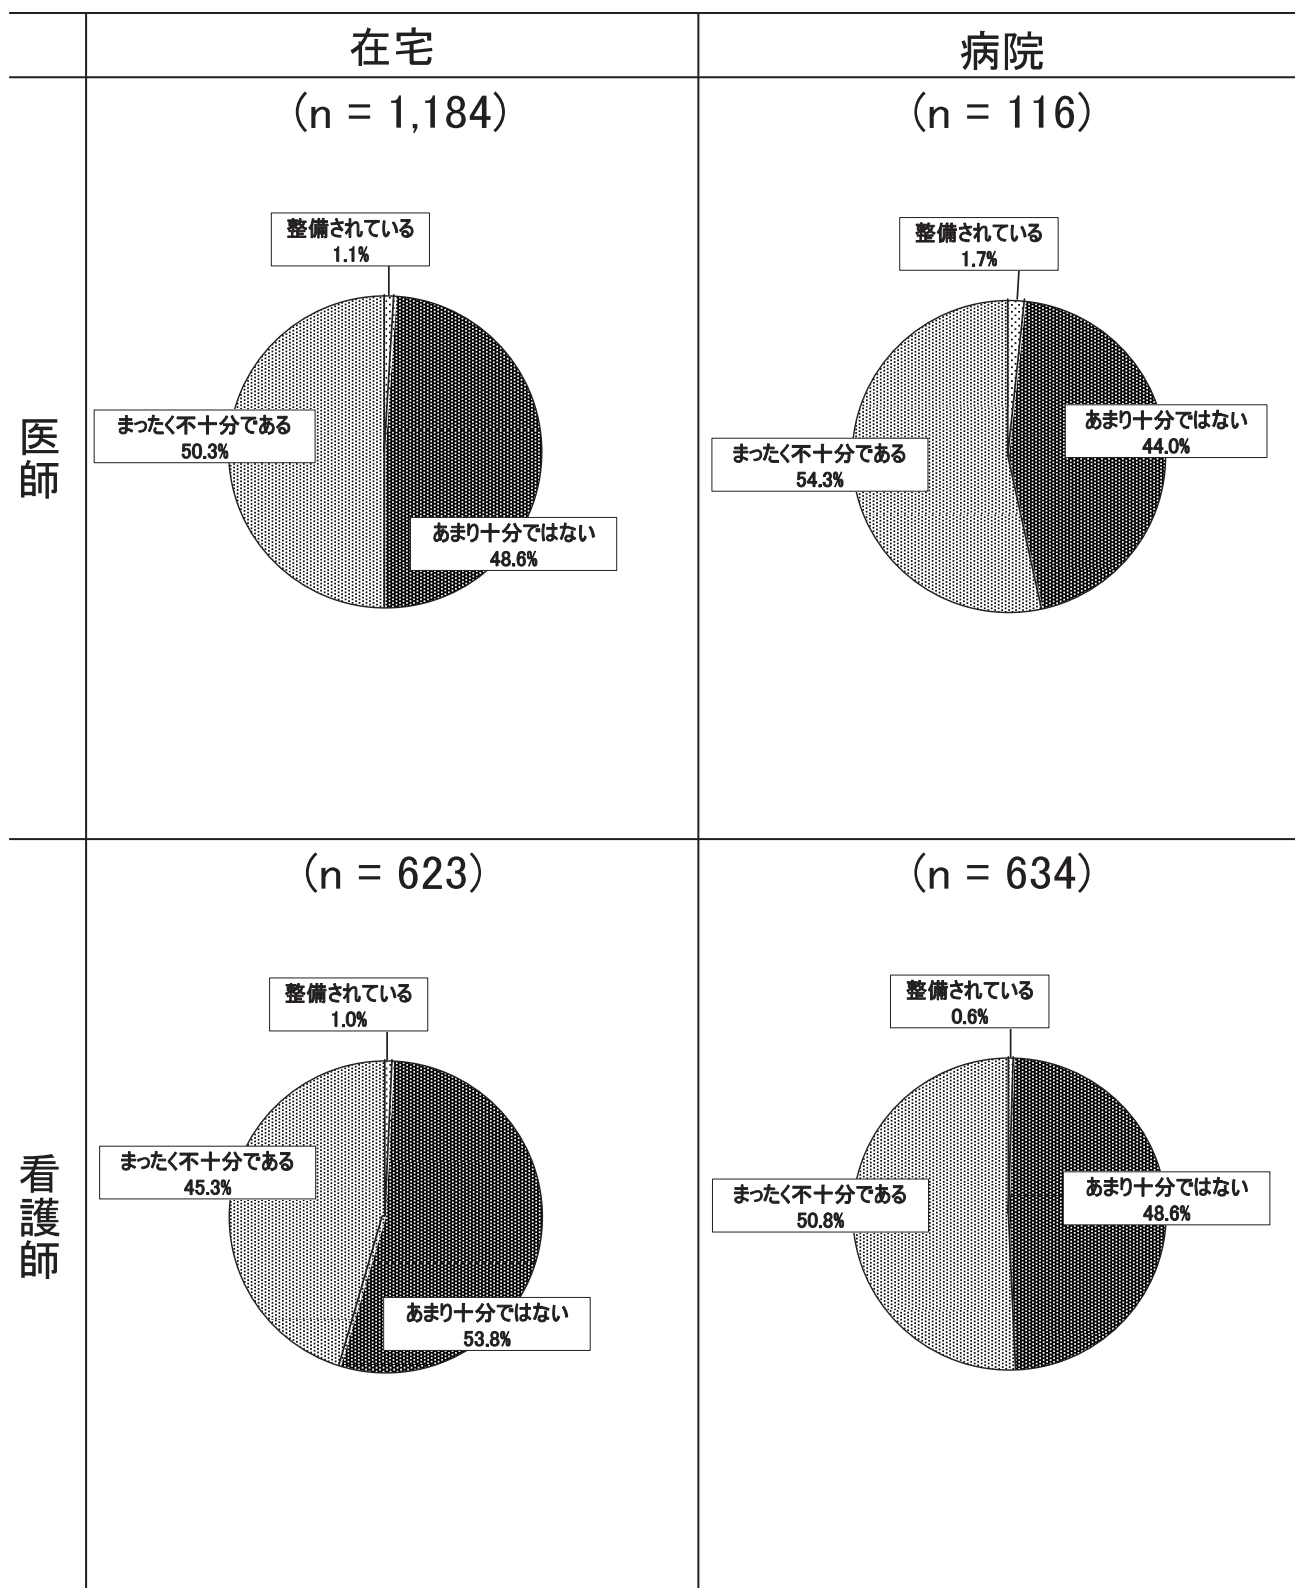 在宅
病院
医師
(n = 1,184)
整備されている
1.1%
まったく不十分である
50.3%
あまり十分ではない
48.6%
(n = 116)
整備されている
1.7%
あまり十分ではない
44.0%
まったく不十分である
54.3%
看護師
(n = 623)
整備されている
1.0%
まったく不十分である
45.3%
あまり十分ではない
53.8%
(n = 634)
整備されている
0.6%
まったく不十分である
50.8%
あまり十分ではない
48.6%